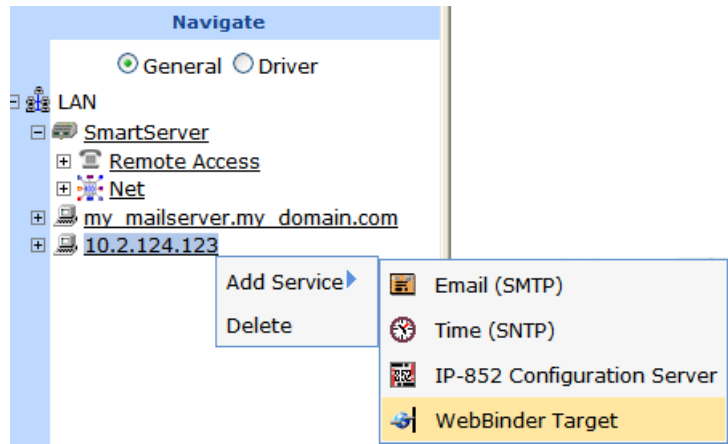 Navigate
General Driver
LAN
SmartServer
Remote Access
Net
my_mailserver.my_domain.com
10.2.124.123
Add Service
Delete
Email (SMTP)
Time (SNTP)
852 IP-852 Configuration Server
WebBinder Target